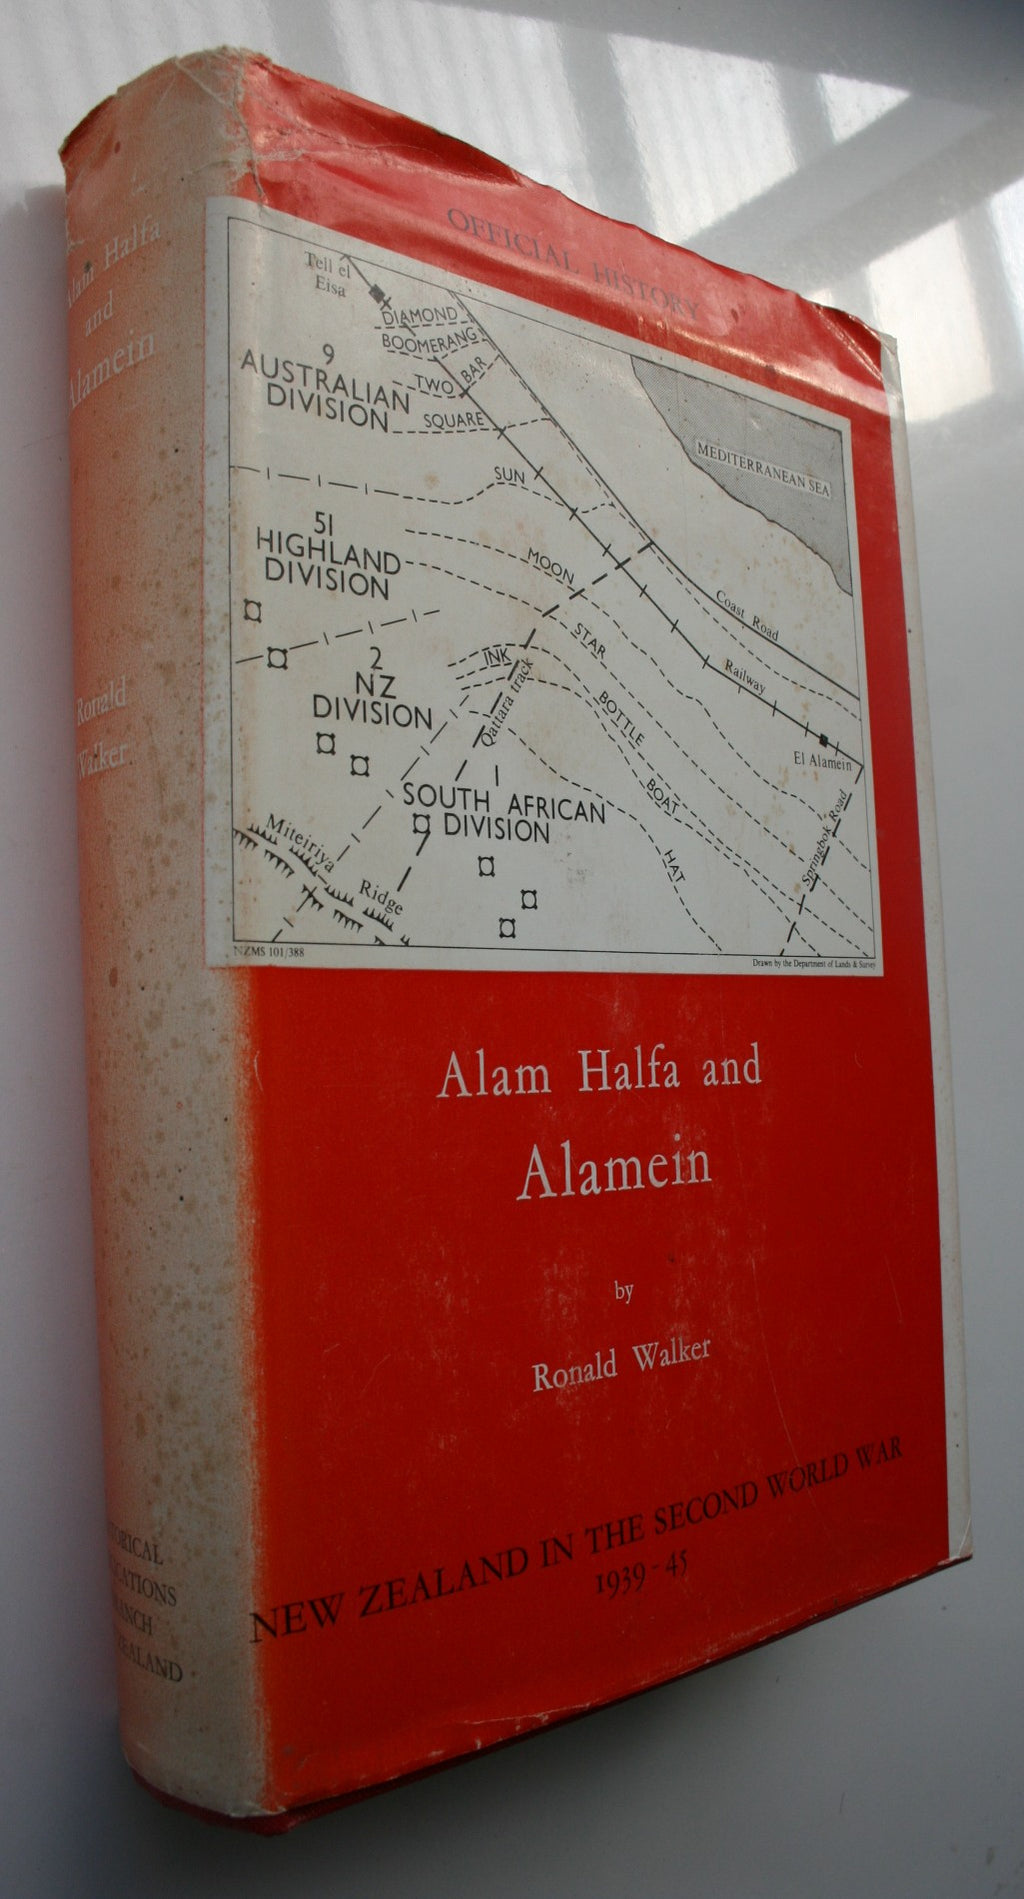 Alam Halfa
and
Alamein
Ronald
Walker
ZEALAND
OFFICIAL HISTORY
Tell el
Eisa
DIAMOND
BOOMERANG
TWO BAR
SQUARE
9
AUSTRALIAN
DIVISION
MEDITERRANEAN SEA
SUN
51
HIGHLAND
DIVISION
MOON
Coast Road
STAR
Railway
INK
2
NZ
DIVISION
Qattara track
BOTTLE
El Alamein
1
SOUTH AFRICAN
DIVISION
BOAT
Springbok Road
HAT
Miteiriya
Ridge
NZMS 101/388
Drawn by the Department of Lands & Survey
Alam Halfa and
Alamein
by
Ronald Walker
NEW ZEALAND IN THE SECOND WORLD WAR
1939-45